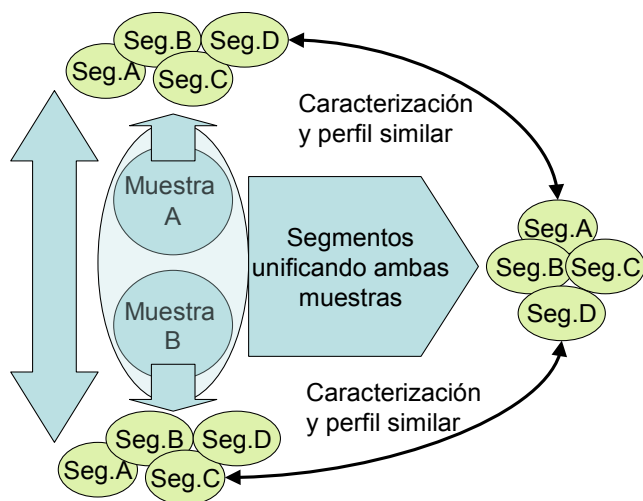 Seg.B
Seg.D
Seg.A
Seg.C
Caracterización
y perfil similar
Muestra
A
Segmentos
unificando ambas
muestras
Seg.A
Seg.B
Seg.C
Seg.D
Muestra
B
Caracterización
y perfil similar
Seg.B
Seg.D
Seg.A
Seg.C